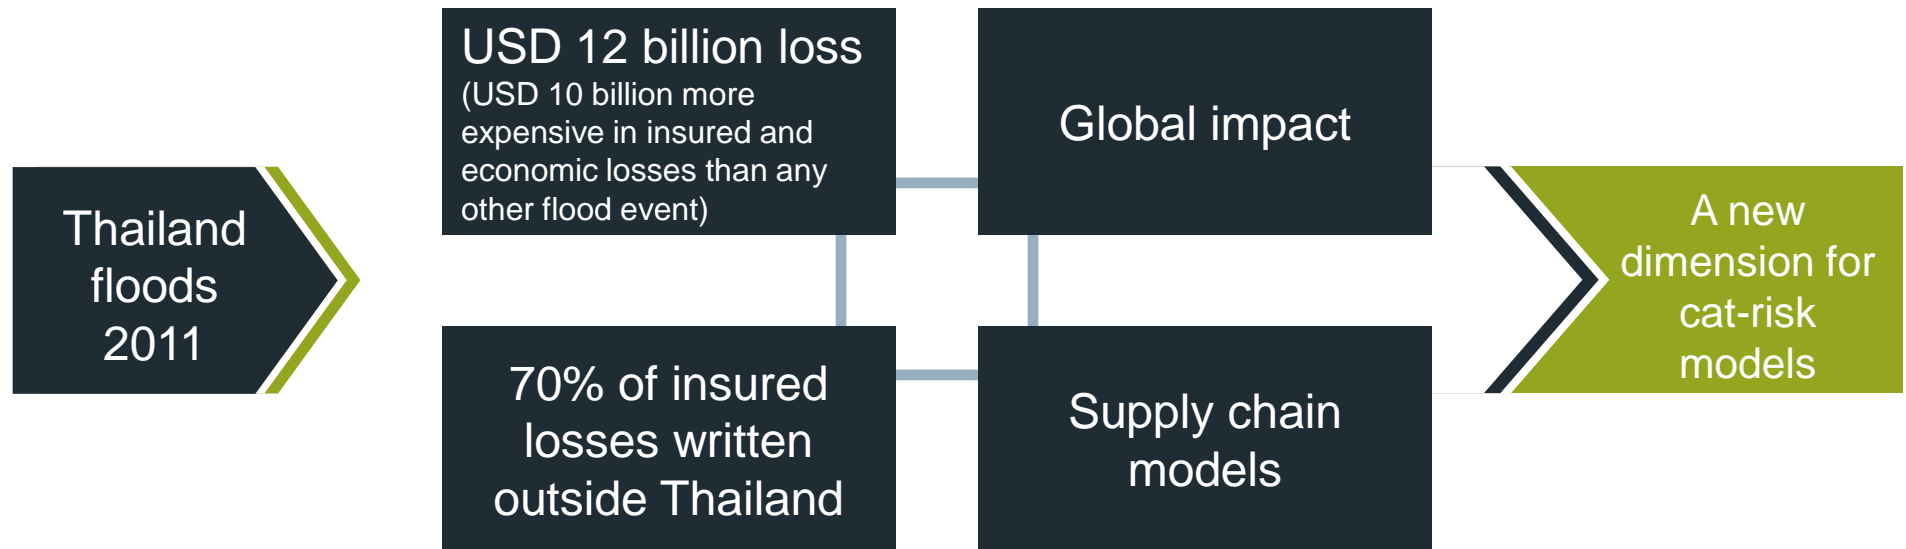 Thailand
floods
2011
USD 12 billion loss
(USD 10 billion more
expensive in insured and
economic losses than any
other flood event)
Global impact
70% of insured
losses written
outside Thailand
Supply chain
models
A new
dimension for
cat-risk
models